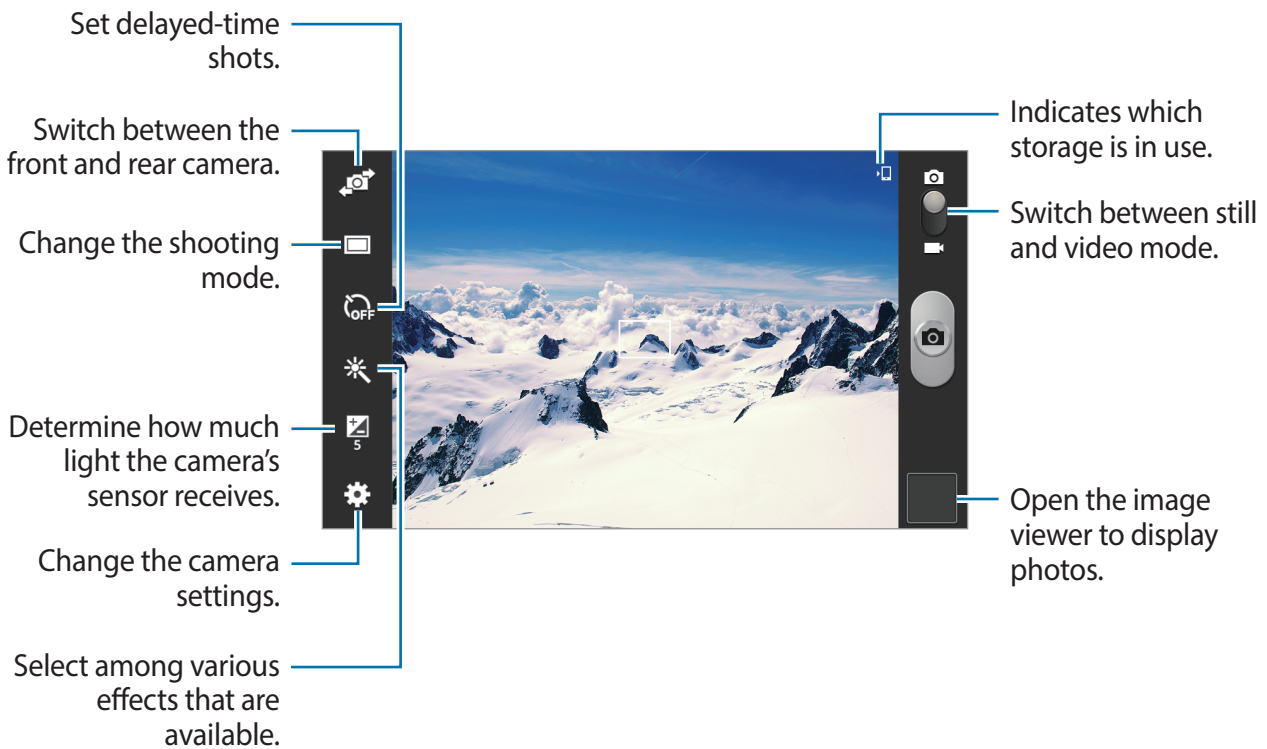 Set delayed-time
shots.
Switch between the
front and rear camera.
Change the shooting
mode.
OFF
Determine how much
light the camera’s
sensor receives.
5
Change the camera
settings.
Select among various
effects that are
available.
Indicates which
storage is in use.
Switch between still
and video mode.
Open the image
viewer to display
photos.